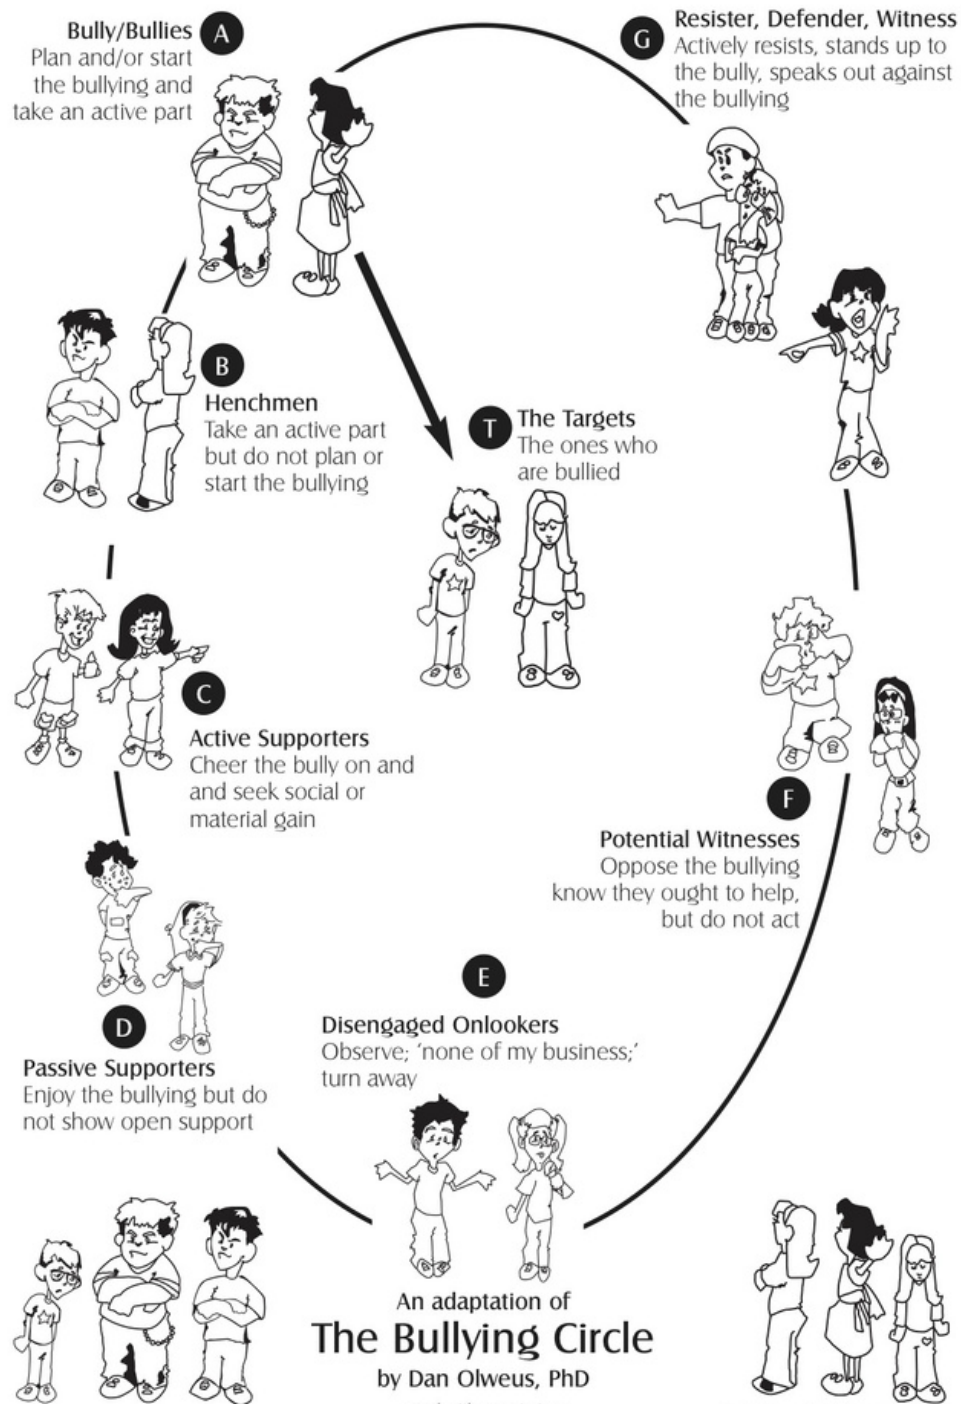 Bully/Bullies
A
Plan and/or start
the bullying and
take an active part
G
Resister, Defender, Witness
Actively resists, stands up to
the bully, speaks out against
the bullying
B
Henchmen
Take an active part
but do not plan or
start the bullying
T
The Targets
The ones who
are bullied
C
Active Supporters
Cheer the bully on and
and seek social or
material gain
F
Potential Witnesses
Oppose the bullying
know they ought to help,
but do not act
D
Passive Supporters
Enjoy the bullying but do
not show open support
E
Disengaged Onlookers
Observe; ‘none of my business;’
turn away
An adaptation of
The Bullying Circle
by Dan Olweus, PhD